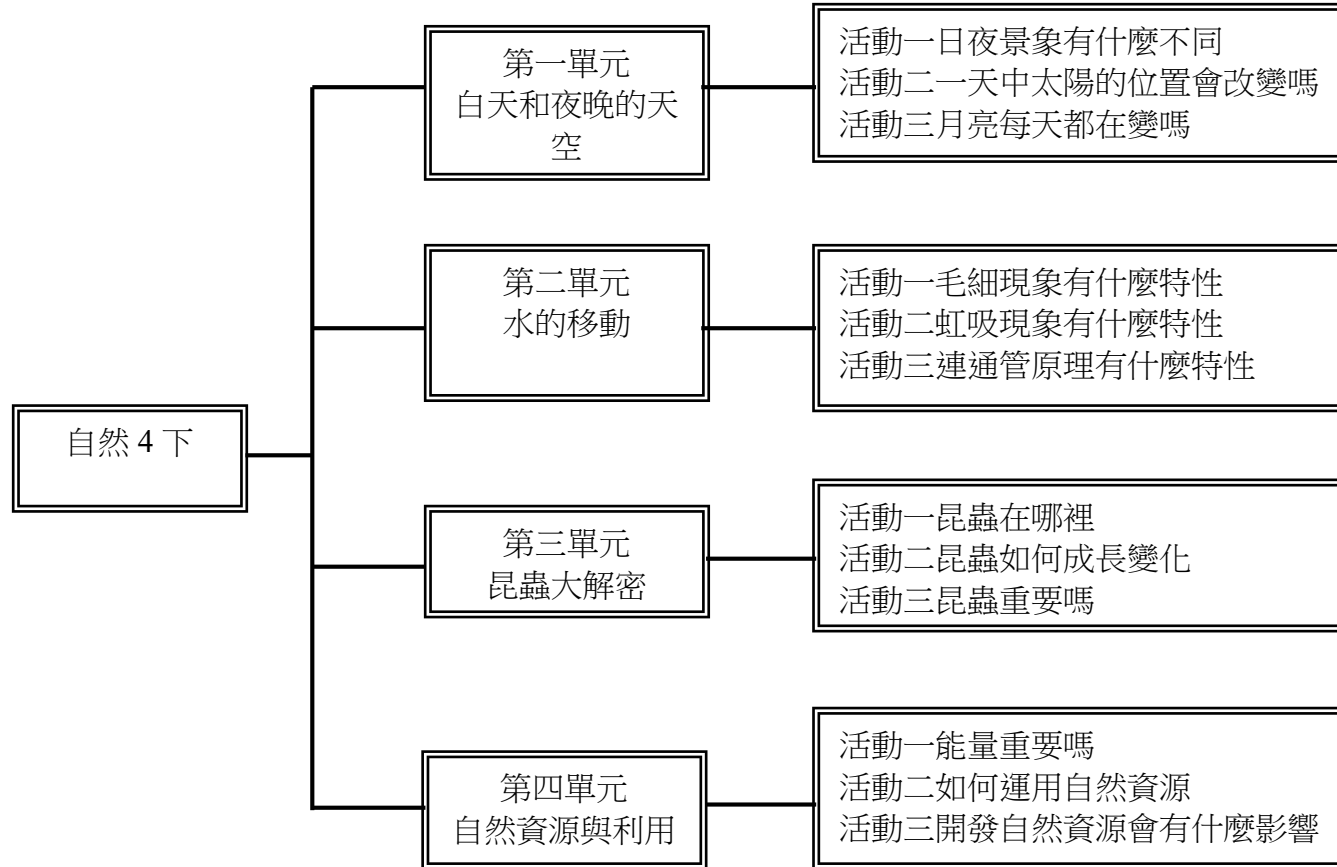 自然 4 下
第一單元
白天和夜晚的天
空
活動一日夜景象有什麼不同
活動二一天中太陽的位置會改變嗎
活動三月亮每天都在變嗎
第二單元
水的移動
活動一毛細現象有什麼特性
活動二虹吸現象有什麼特性
活動三連通管原理有什麼特性
第三單元
昆蟲大解密
活動一昆蟲在哪裡
活動二昆蟲如何成長變化
活動三昆蟲重要嗎
第四單元
自然資源與利用
活動一能量重要嗎
活動二如何運用自然資源
活動三開發自然資源會有什麼影響